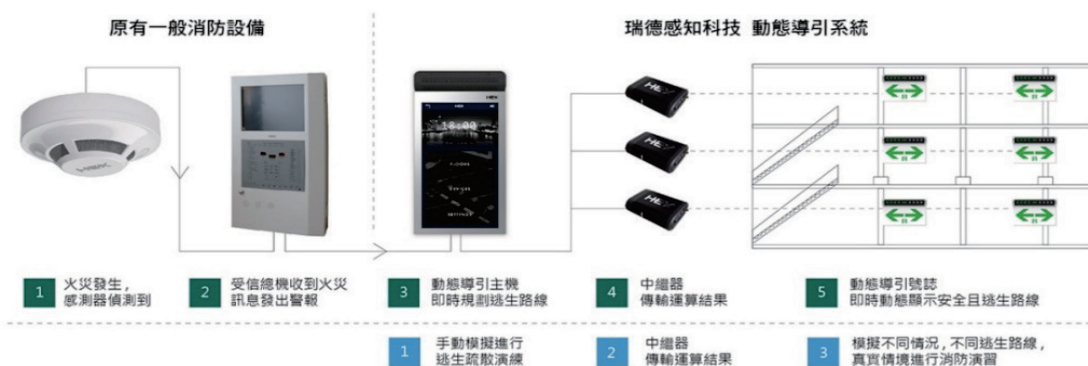 原有一般消防設備
瑞德感知科技 動態導引系統
18:00
1
火災發生,
感測器偵測到
2
受信總機收到火災
訊息發出警報
3
動態導引主機
即時規劃逃生路線
4
中繼器
傳輸運算結果
5
動態導引號誌
即時動態顯示安全且逃生路線
1
手動模擬進行
逃生疏散演練
2
中繼器
傳輸運算結果
3
模擬不同情況,不同逃生路線,
真實情境進行消防演習